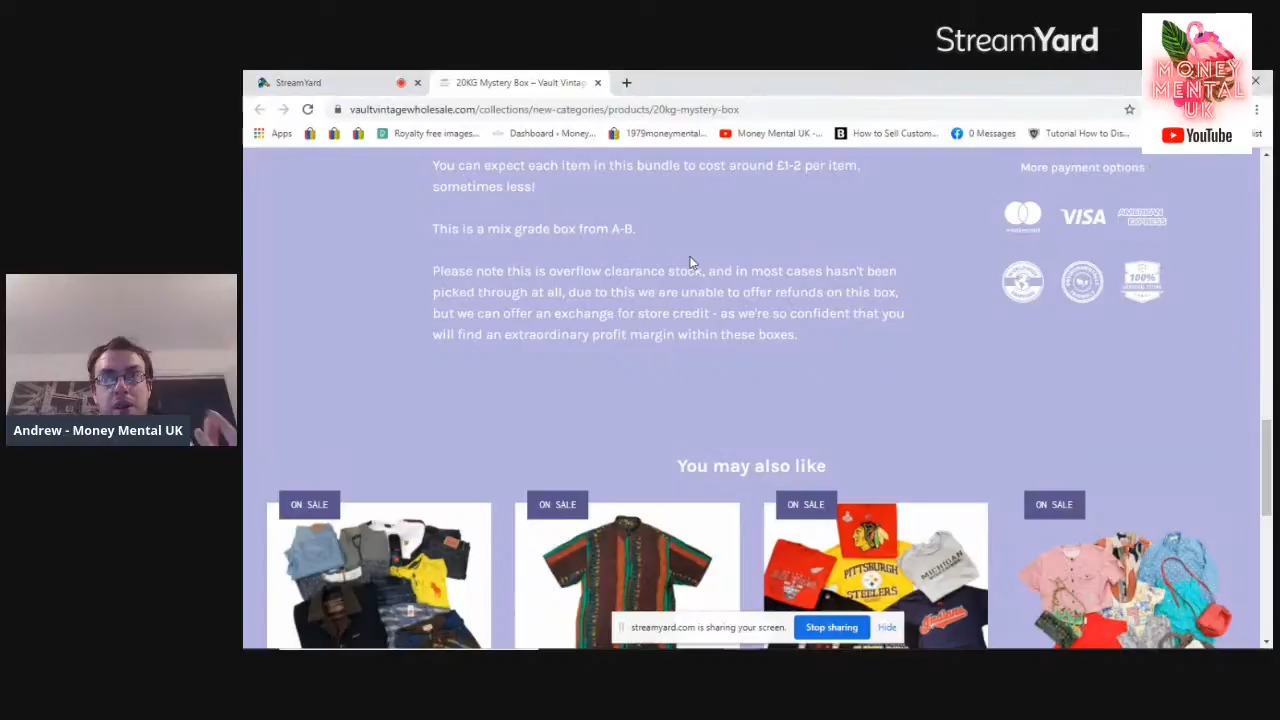 StreamYard
MONEY
MENTAL
UK
YouTube
StreamYard
20KG Mystery Box – Vault Vintag
vaultvintagewholesale.com/collections/new-categories/products/20kg-mystery-box
Apps
Royalty free images...
Dashboard ‹ Money...
1979moneymental...
Money Mental UK -...
How to Sell Custom...
0 Messages
Tutorial How to Dis...
list
You can expect each item in this bundle to cost around £1-2 per item,
sometimes less!
This is a mix grade box from A-B.
Please note this is overflow clearance stock, and in most cases hasn't been
picked through at all, due to this we are unable to offer refunds on this box,
but we can offer an exchange for store credit - as we're so confident that you
will find an extraordinary profit margin within these boxes.
More payment options
mastercard
VISA
AMERICAN
EXPRESS
100%
Andrew - Money Mental UK
You may also like
ON SALE
ON SALE
ON SALE
ON SALE
PITTSBURGH
STEELERS
MICHIGAN
Indians
streamyard.com is sharing your screen.
Stop sharing
Hide